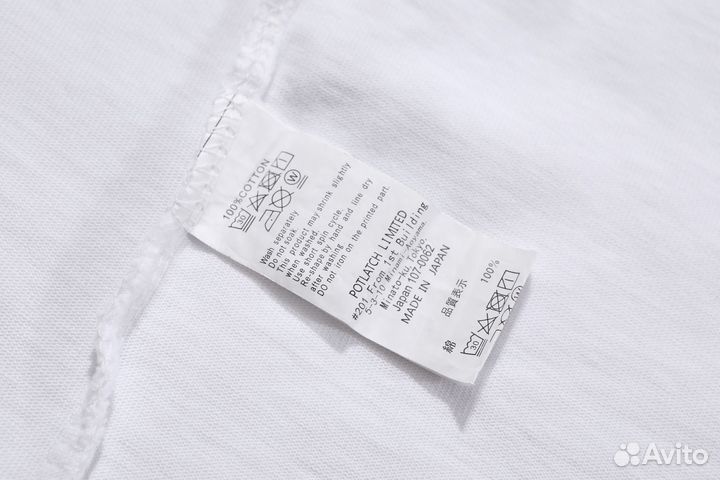 100%COTTON
30
W
Wash separately
Do not soak
This product may shrink slightly
when washed.
Use short spin cycle.
Re-shape by hand and line dry
after washing
DO not iron on the printed part.
POTLATCH LIMITED
#201 From 1st Building
5-3-10 Minami-Aoyama
Minato-ku, Tokyo.
Japan 107-0062
MADE IN JAPAN
品質表示
綿 100%
30
Avito